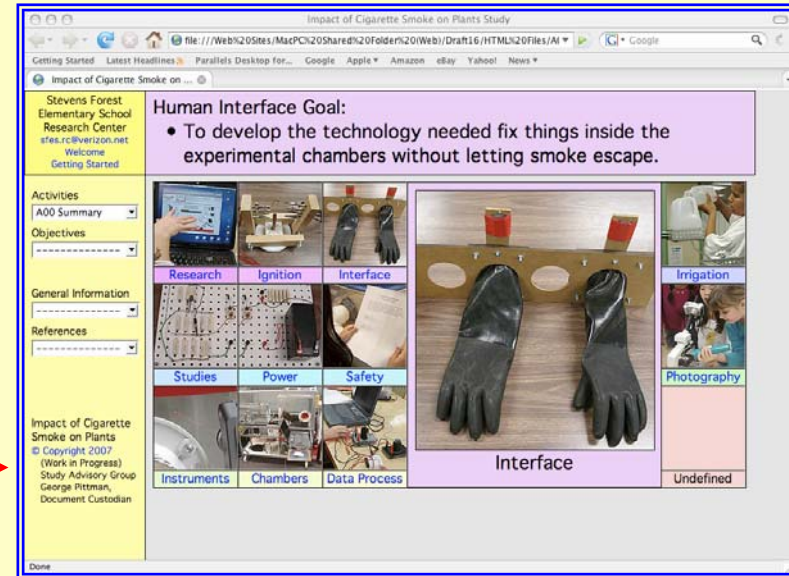 Impact of Cigarette Smoke on Plants Study
file:///Web%20Sites/MacPC%20Shared%20Folder%20(Web)/Draft16/HTML%20Files/Al
Google
Getting Started Latest Headlines Parallels Desktop for... Google Apple Amazon eBay Yahoo! News
Impact of Cigarette Smoke on ...
Stevens Forest
Elementary School
Research Center
sfes.rc@verizon.net
Welcome
Getting Started
Human Interface Goal:
• To develop the technology needed fix things inside the
experimental chambers without letting smoke escape.
Activities
A00 Summary
Objectives
--------------
General Information
--------------
References
--------------
Impact of Cigarette
Smoke on Plants
© Copyright 2007
(Work in Progress)
Study Advisory Group
George Pittman,
Document Custodian
Research Ignition Interface
Irrigation
Studies Power Safety
Photography
Instruments Chambers Data Process
Interface
Undefined
Done